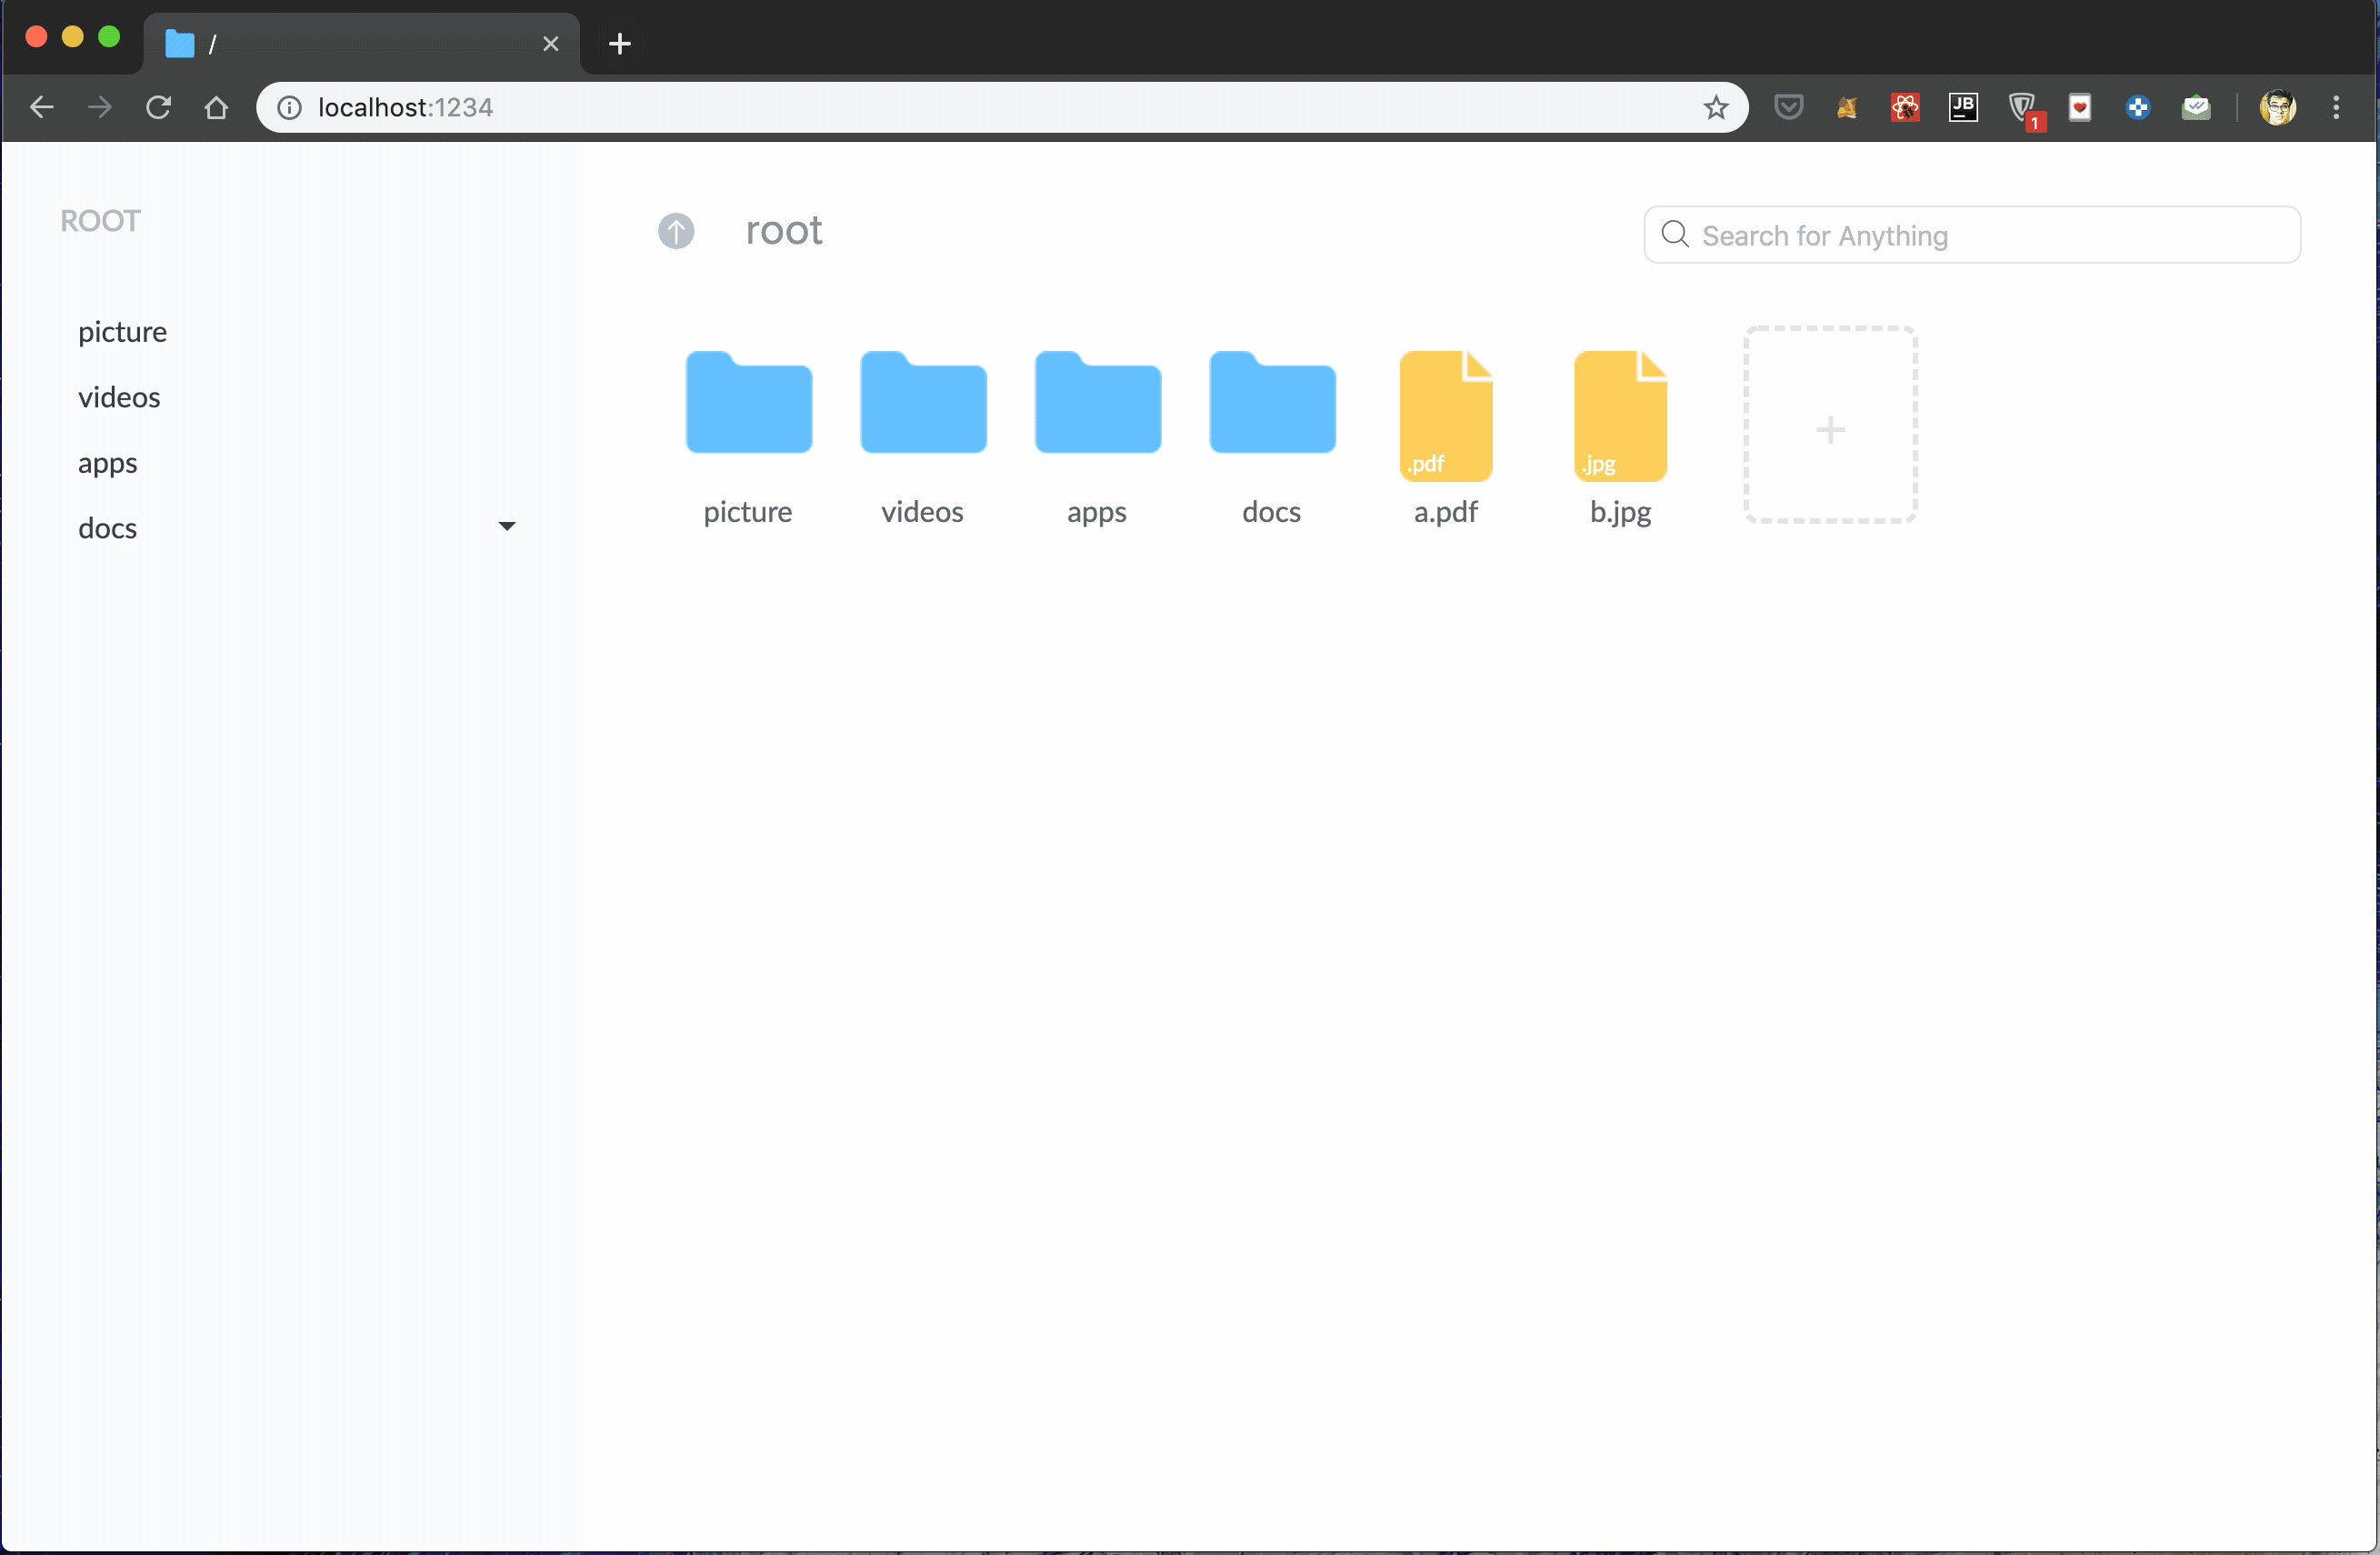 /
localhost:1234
JB
1
ROOT
root
Search for Anything
picture
videos
apps
docs
.pdf
.jpg
picture
videos
apps
docs
a.pdf
b.jpg